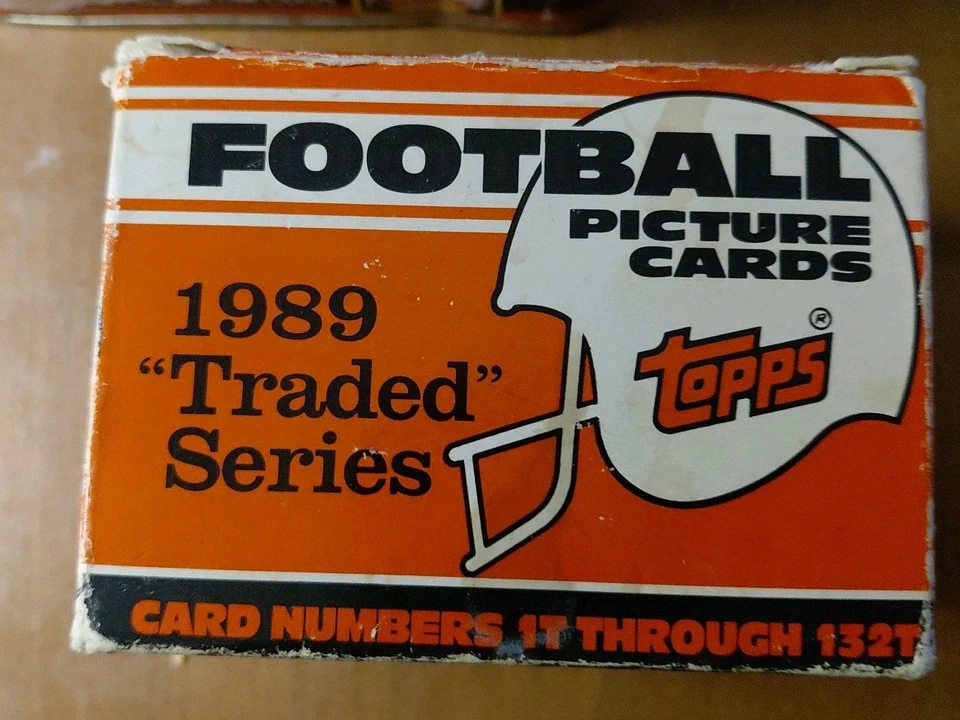 FOOTBALL
PICTURE
CARDS
1989
“Traded”
Series
topps®
CARD NUMBERS 1T THROUGH 132T